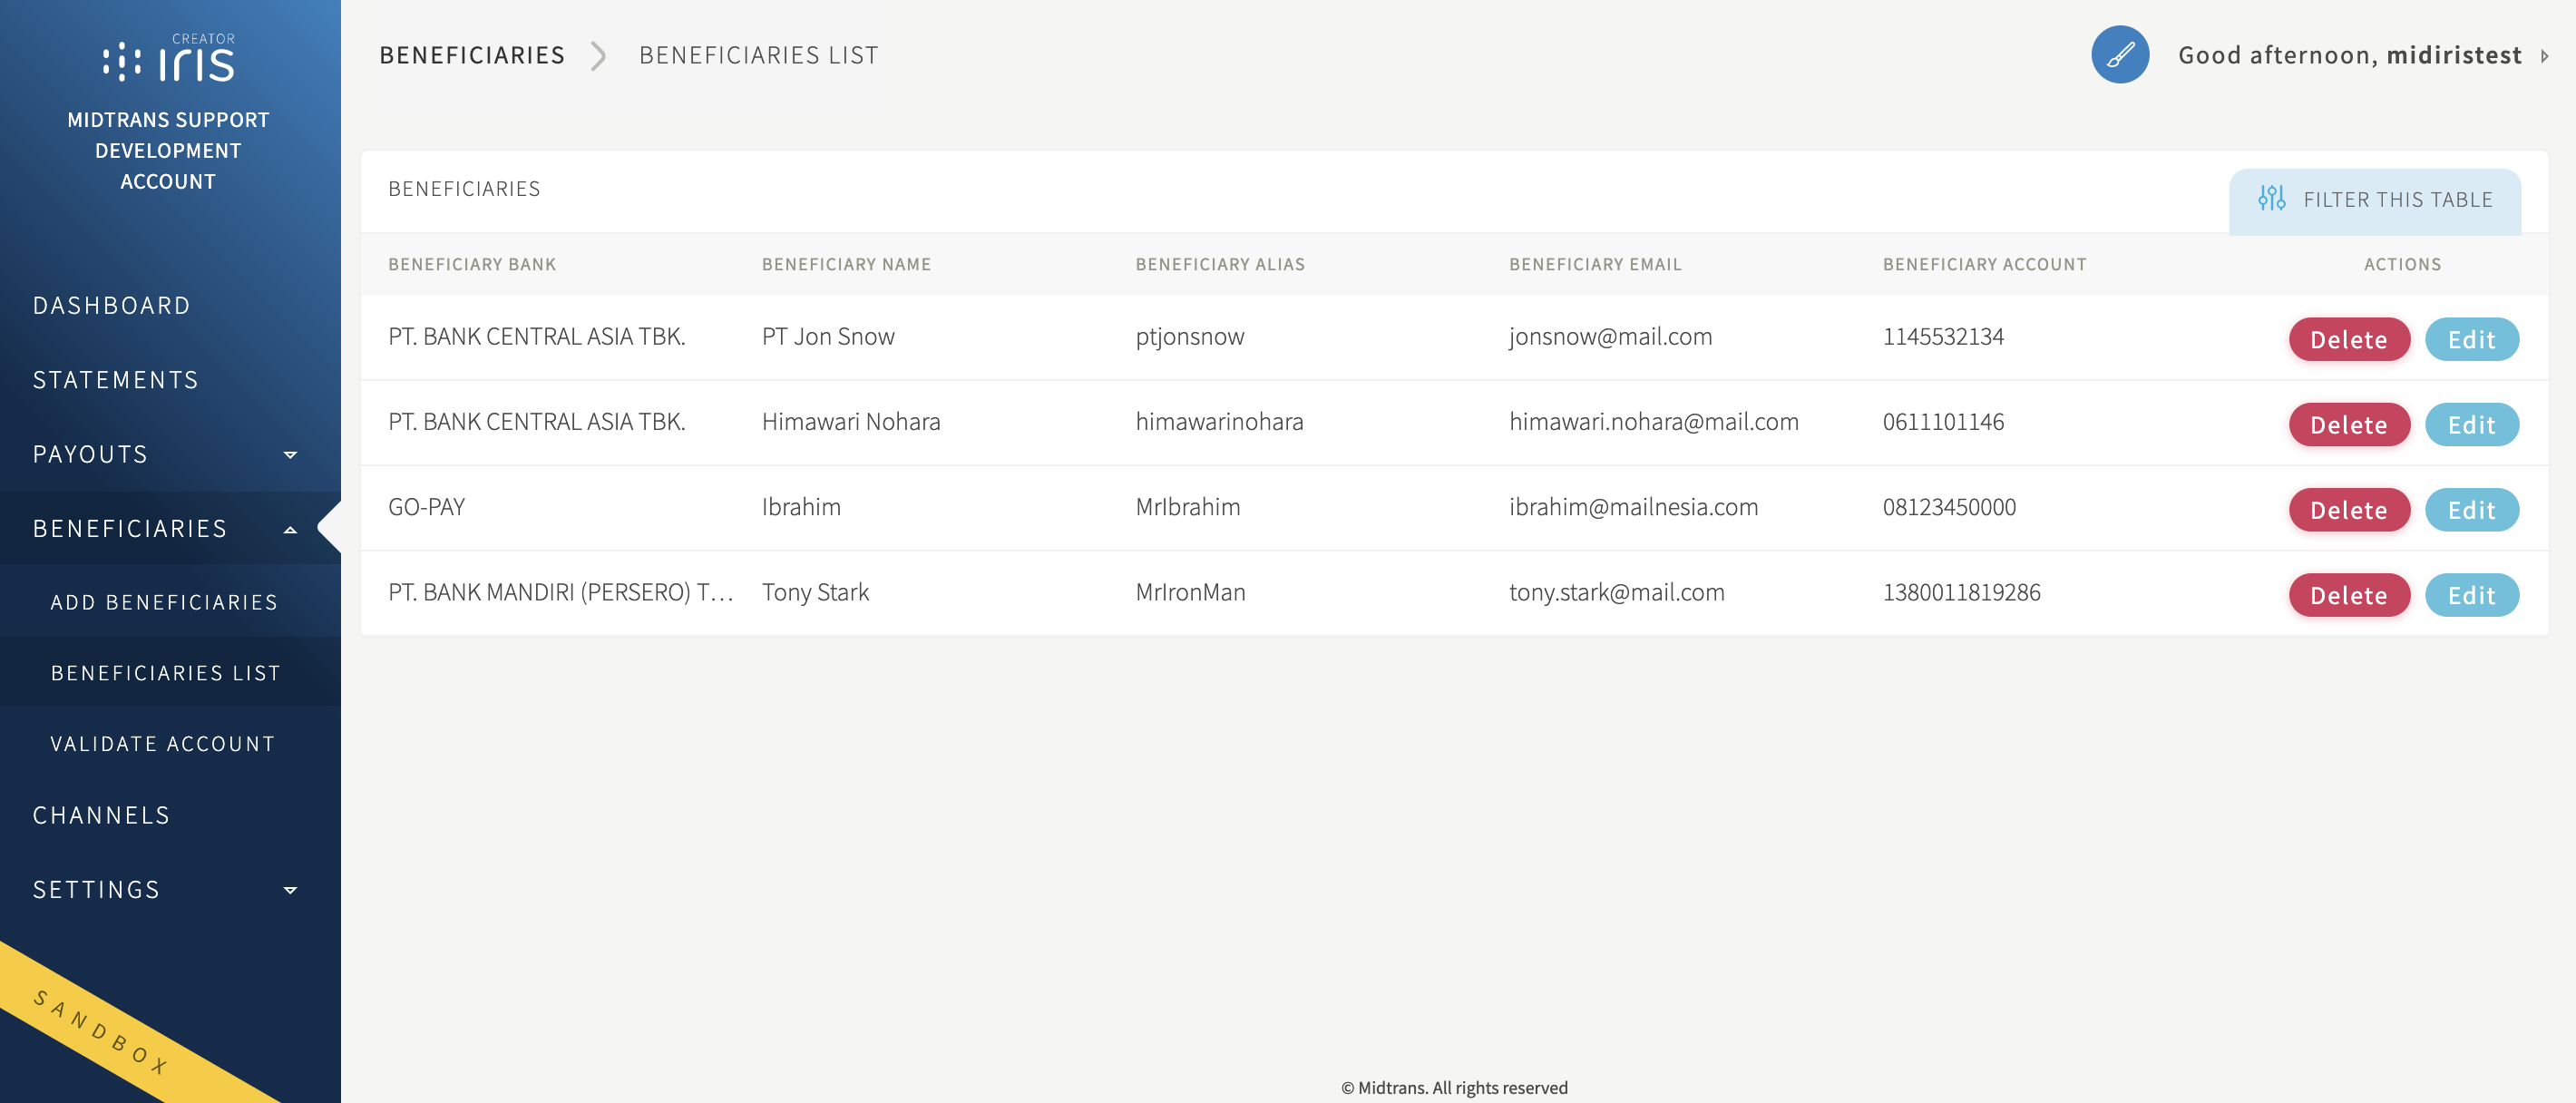 CREATOR
IRIS
MIDTRANS SUPPORT
DEVELOPMENT
ACCOUNT
DASHBOARD
STATEMENTS
PAYOUTS
BENEFICIARIES
ADD BENEFICIARIES
BENEFICIARIES LIST
VALIDATE ACCOUNT
CHANNELS
SETTINGS
SANDBOX
BENEFICIARIES BENEFICIARIES LIST
Good afternoon, midiristest
BENEFICIARIES
FILTER THIS TABLE
BENEFICIARY BANK BENEFICIARY NAME BENEFICIARY ALIAS BENEFICIARY EMAIL BENEFICIARY ACCOUNT ACTIONS
PT. BANK CENTRAL ASIA TBK. PT Jon Snow ptjonsnow jonsnow@mail.com 1145532134 Delete Edit
PT. BANK CENTRAL ASIA TBK. Himawari Nohara himawarinohara himawari.nohara@mail.com 0611101146 Delete Edit
GO-PAY Ibrahim MrIbrahim ibrahim@mailnesia.com 08123450000 Delete Edit
PT. BANK MANDIRI (PERSERO) T... Tony Stark MrIronMan tony.stark@mail.com 1380011819286 Delete Edit
© Midtrans. All rights reserved